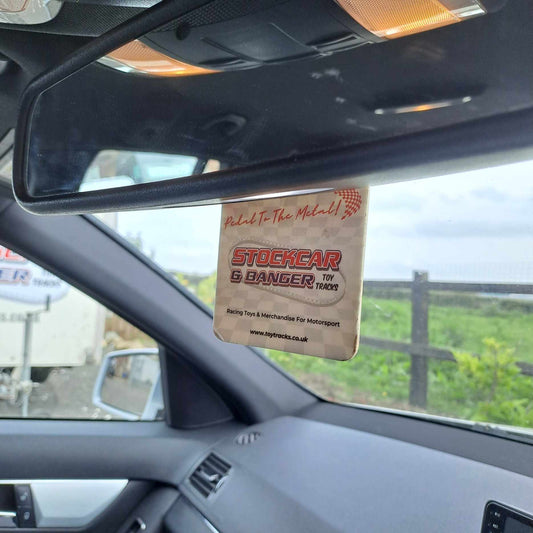 Pedal To The Metal!
STOCKCAR
& BANGER TOY
TRACKS
Racing Toys & Merchandise For Motorsport
www.toytracks.co.uk